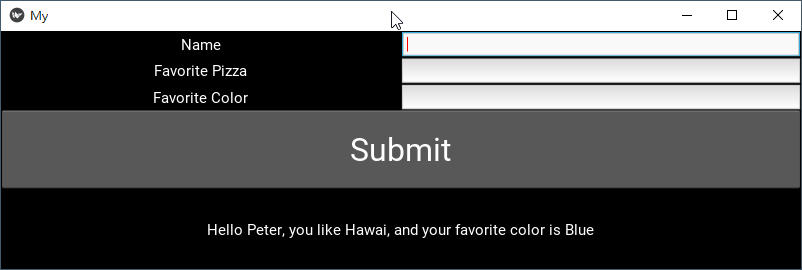 My
Name
Favorite Pizza
Favorite Color
Submit
Hello Peter, you like Hawai, and your favorite color is Blue